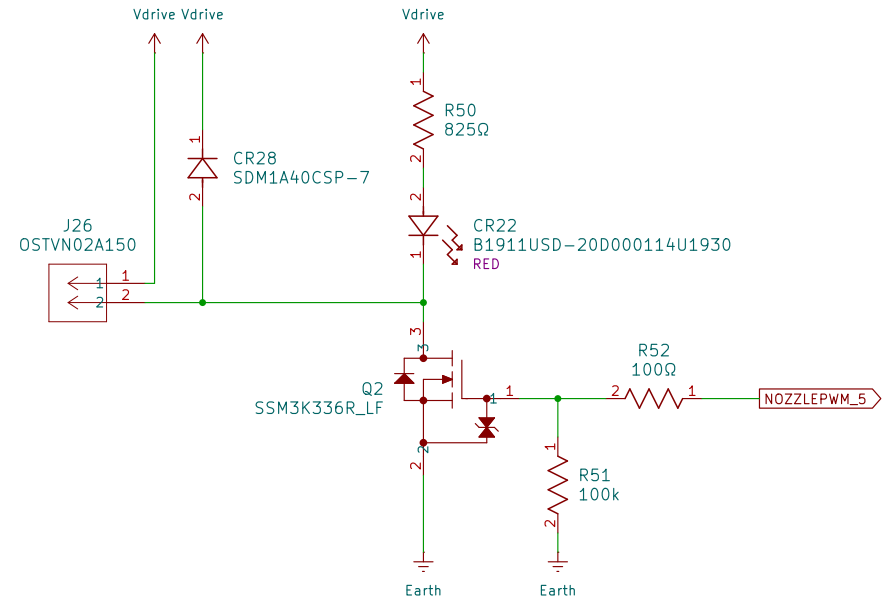 Vdrive Vdrive
Vdrive
1
R50
825Ω
2
1
CR28
SDM1A40CSP-7
2
2
CR22
B1911USD-20D000114U1930
RED
1
J26
OSTVN02A150
1 1
2 2
3
3
R52
100Ω
Q2
SSM3K336R_LF
1 1
2 1
NOZZLEPWM_5
2
2
1
R51
100k
2
Earth
Earth